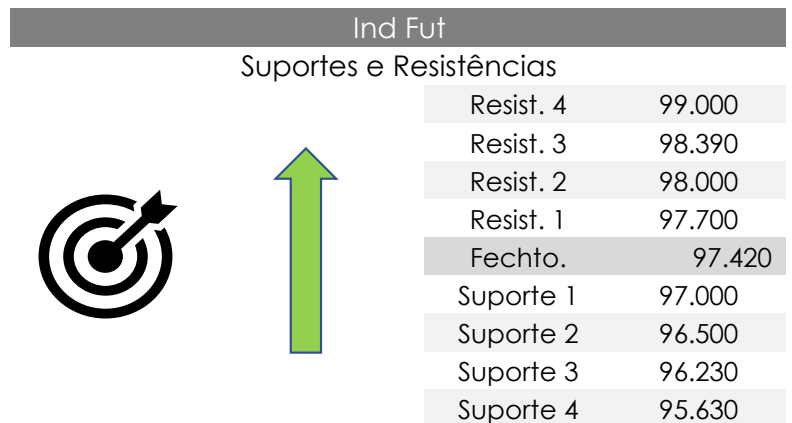 Ind Fut
Suportes e Resistências
Resist. 4 99.000
Resist. 3 98.390
Resist. 2 98.000
Resist. 1 97.700
Fechto. 97.420
Suporte 1 97.000
Suporte 2 96.500
Suporte 3 96.230
Suporte 4 95.630